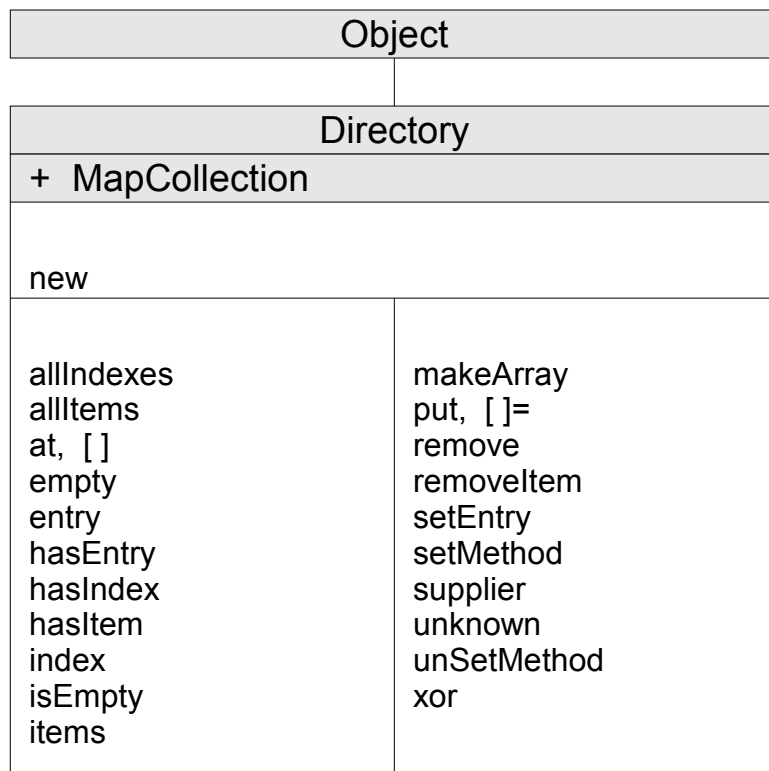 Object
Directory
+ MapCollection
new
allIndexes
allItems
at, [ ]
empty
entry
hasEntry
hasIndex
hasItem
index
isEmpty
items
makeArray
put, [ ]=
remove
removeItem
setEntry
setMethod
supplier
unknown
unSetMethod
xor